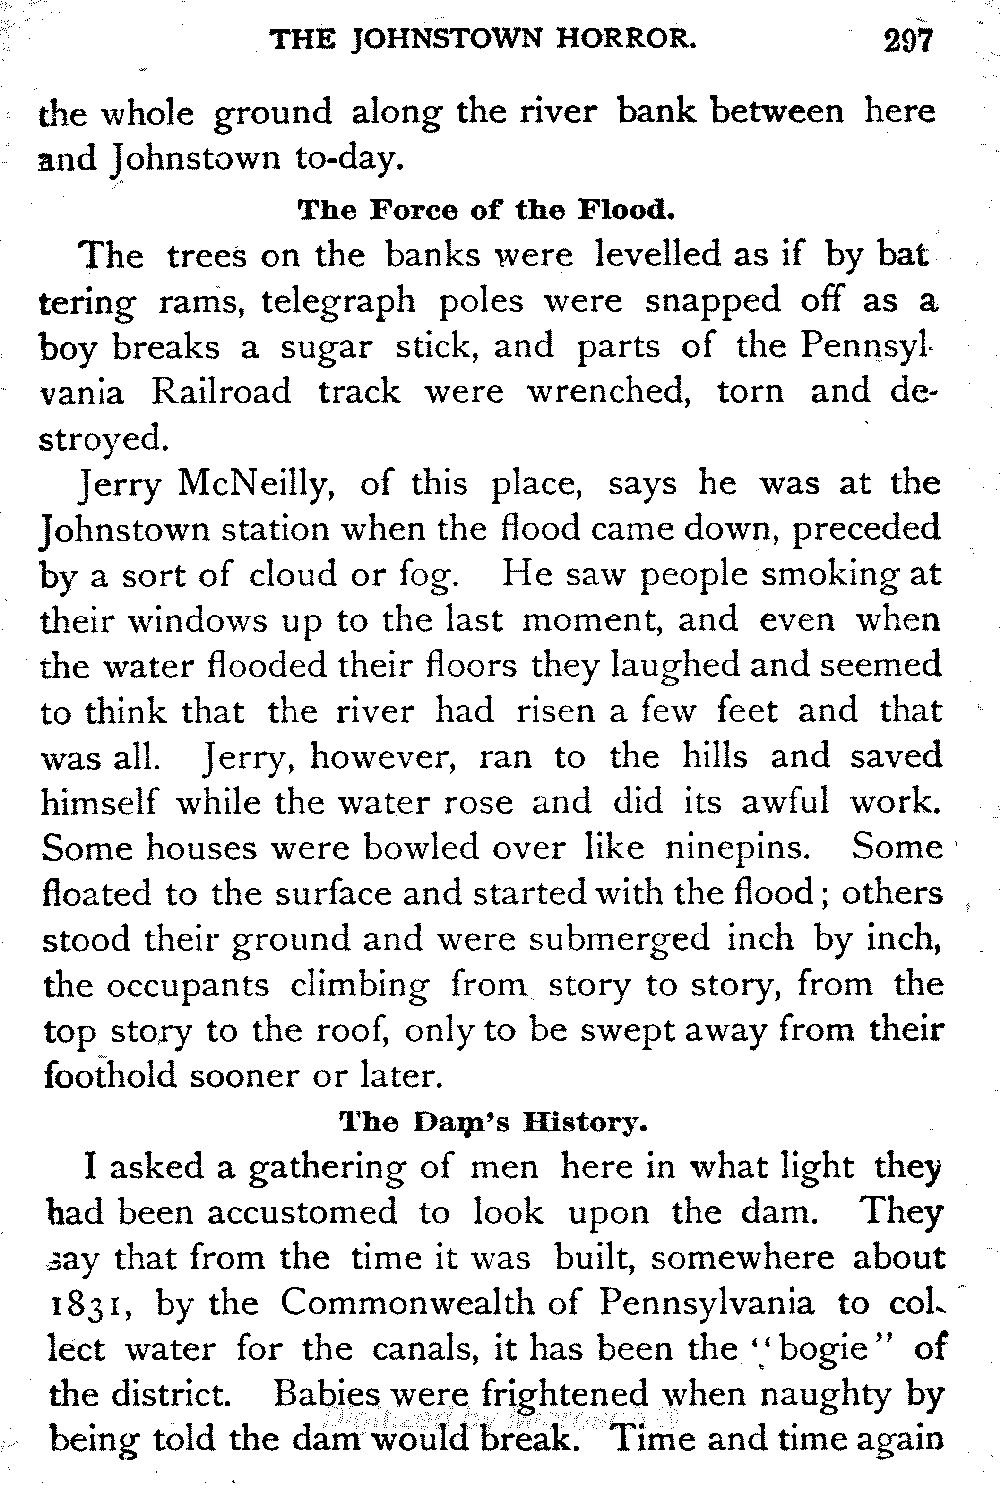 THE JOHNSTOWN HORROR. 297
the whole ground along the river bank between here
and Johnstown to-day.
The Force of the Flood.
The trees on the banks were levelled as if by bat
tering rams, telegraph poles were snapped off as a
boy breaks a sugar stick, and parts of the Pennsyl-
vania Railroad track were wrenched, torn and de-
stroyed.
Jerry McNeilly, of this place, says he was at the
Johnstown station when the flood came down, preceded
by a sort of cloud or fog. He saw people smoking at
their windows up to the last moment, and even when
the water flooded their floors they laughed and seemed
to think that the river had risen a few feet and that
was all. Jerry, however, ran to the hills and saved
himself while the water rose and did its awful work.
Some houses were bowled over like ninepins. Some
floated to the surface and started with the flood; others
stood their ground and were submerged inch by inch,
the occupants climbing from story to story, from the
top story to the roof, only to be swept away from their
foothold sooner or later.
The Dam's History.
I asked a gathering of men here in what light they
had been accustomed to look upon the dam. They
say that from the time it was built, somewhere about
1831, by the Commonwealth of Pennsylvania to col-
lect water for the canals, it has been the "bogie" of
the district. Babies were frightened when naughty by
being told the dam would break. Time and time again